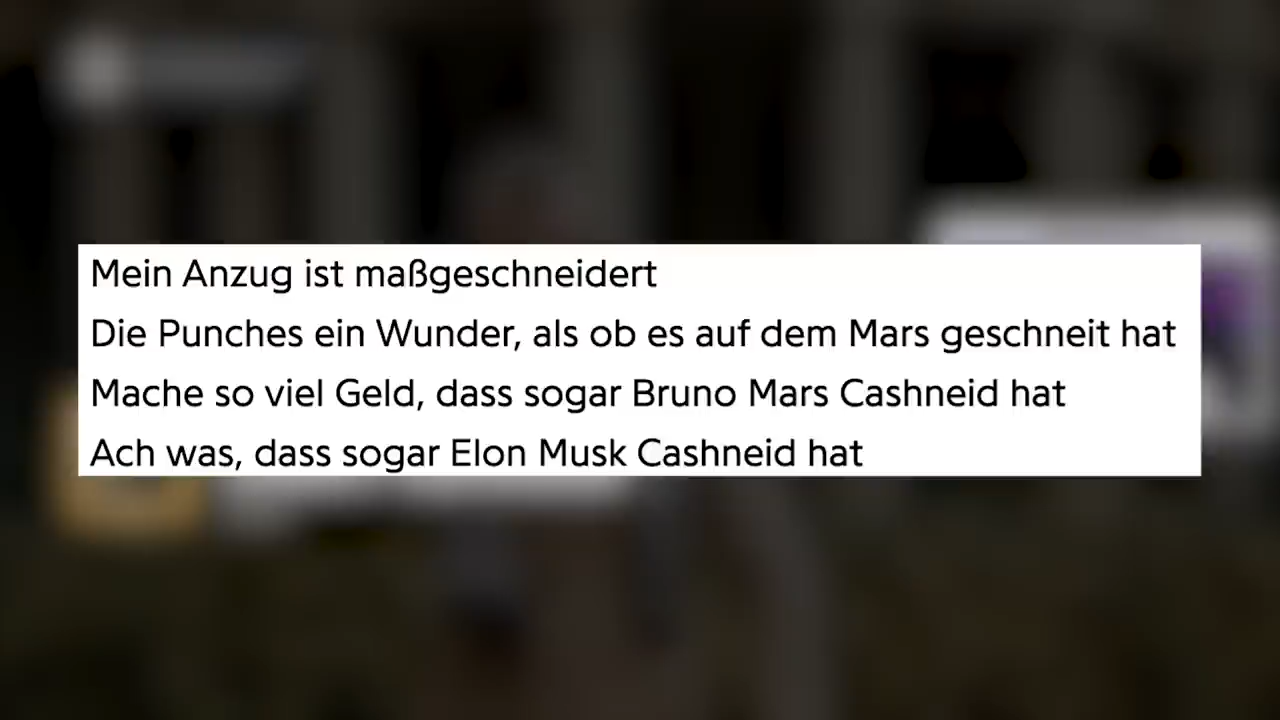 Mein Anzug ist maßgeschneidert
Die Punches ein Wunder, als ob es auf dem Mars geschneit hat
Mache so viel Geld, dass sogar Bruno Mars Cashneid hat
Ach was, dass sogar Elon Musk Cashneid hat